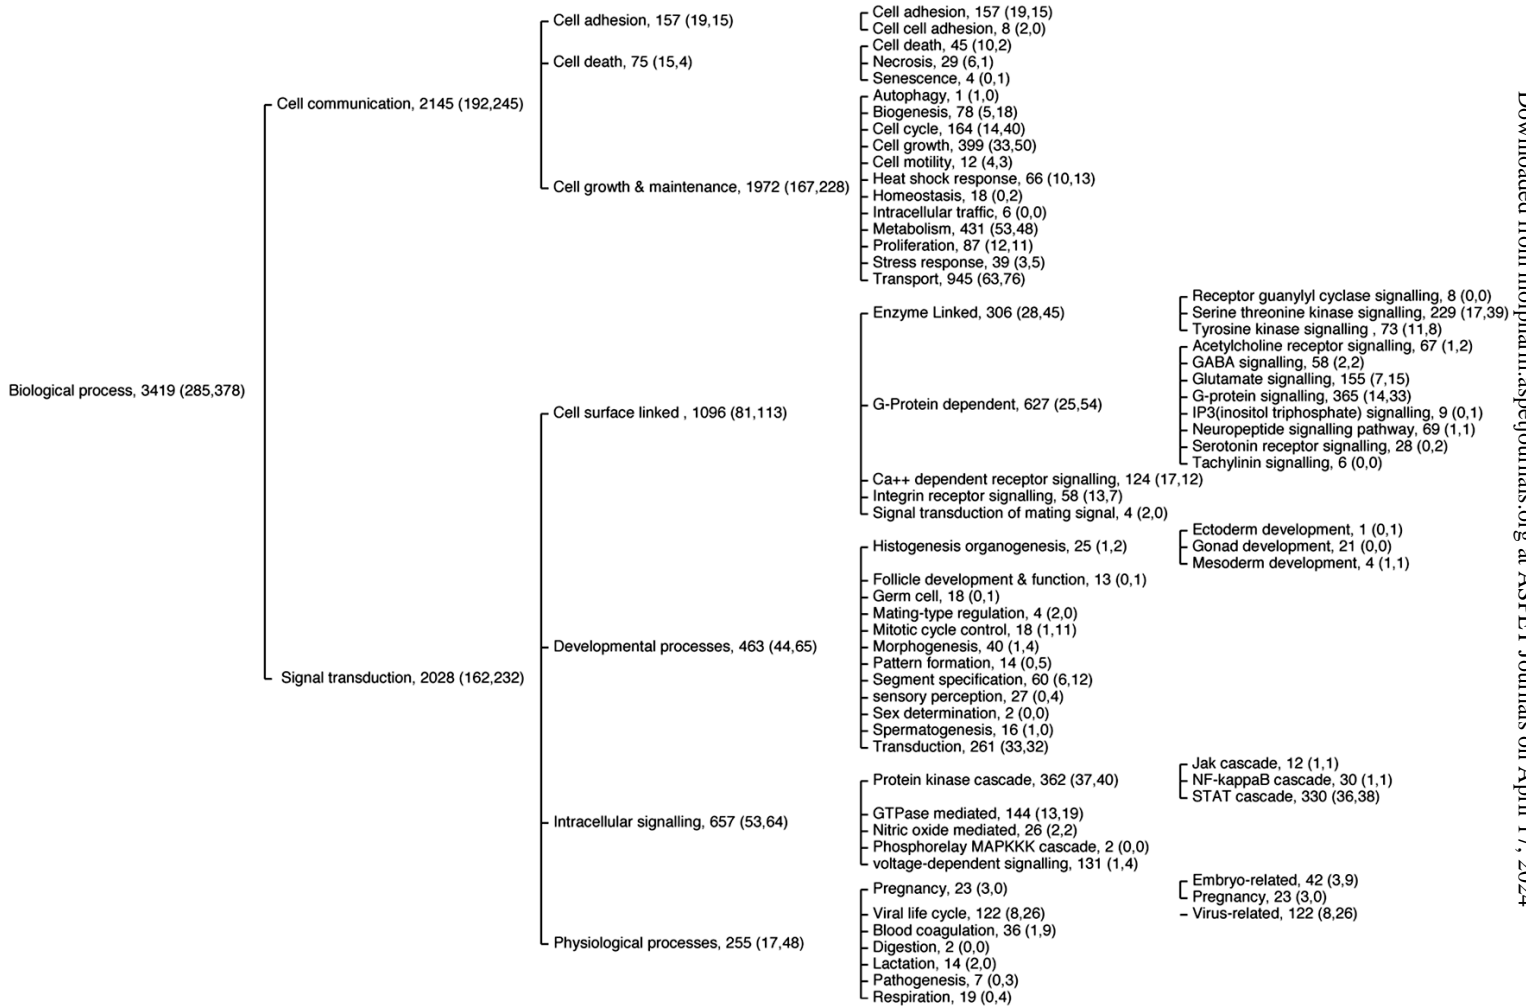 Cell adhesion, 157 (19,15)
Cell cell adhesion, 8 (2,0)
Cell adhesion, 157 (19,15)
Cell death, 45 (10,2)
Necrosis, 29 (6,1)
Senescence, 4 (0,1)
Cell death, 75 (15,4)
Autophagy, 1 (1,0)
Biogenesis, 78 (5,18)
Cell cycle, 164 (14,40)
Cell growth, 399 (33,50)
Cell motility, 12 (4,3)
Heat shock response, 66 (10,13)
Homeostasis, 18 (0,2)
Intracellular traffic, 6 (0,0)
Metabolism, 431 (53,48)
Proliferation, 87 (12,11)
Stress response, 39 (3,5)
Transport, 945 (63,76)
Cell communication, 2145 (192,245)
Cell growth & maintenance, 1972 (167,228)
Receptor guanylyl cyclase signalling, 8 (0,0)
Serine threonine kinase signalling, 229 (17,39)
Tyrosine kinase signalling , 73 (11,8)
Enzyme Linked, 306 (28,45)
Acetylcholine receptor signalling, 67 (1,2)
GABA signalling, 58 (2,2)
Glutamate signalling, 155 (7,15)
G-protein signalling, 365 (14,33)
IP3(inositol triphosphate) signalling, 9 (0,1)
Neuropeptide signalling pathway, 69 (1,1)
Serotonin receptor signalling, 28 (0,2)
Tachylinin signalling, 6 (0,0)
Biological process, 3419 (285,378)
Cell surface linked , 1096 (81,113)
G-Protein dependent, 627 (25,54)
Ca++ dependent receptor signalling, 124 (17,12)
Integrin receptor signalling, 58 (13,7)
Signal transduction of mating signal, 4 (2,0)
Ectoderm development, 1 (0,1)
Gonad development, 21 (0,0)
Mesoderm development, 4 (1,1)
Histogenesis organogenesis, 25 (1,2)
Follicle development & function, 13 (0,1)
Germ cell, 18 (0,1)
Mating-type regulation, 4 (2,0)
Mitotic cycle control, 18 (1,11)
Morphogenesis, 40 (1,4)
Pattern formation, 14 (0,5)
Segment specification, 60 (6,12)
sensory perception, 27 (0,4)
Sex determination, 2 (0,0)
Spermatogenesis, 16 (1,0)
Transduction, 261 (33,32)
Developmental processes, 463 (44,65)
Signal transduction, 2028 (162,232)
Jak cascade, 12 (1,1)
NF-kappaB cascade, 30 (1,1)
STAT cascade, 330 (36,38)
Protein kinase cascade, 362 (37,40)
GTPase mediated, 144 (13,19)
Nitric oxide mediated, 26 (2,2)
Phosphorelay MAPKKK cascade, 2 (0,0)
voltage-dependent signalling, 131 (1,4)
Intracellular signalling, 657 (53,64)
Embryo-related, 42 (3,9)
Pregnancy, 23 (3,0)
Virus-related, 122 (8,26)
Pregnancy, 23 (3,0)
Viral life cycle, 122 (8,26)
Blood coagulation, 36 (1,9)
Digestion, 2 (0,0)
Lactation, 14 (2,0)
Pathogenesis, 7 (0,3)
Respiration, 19 (0,4)
Physiological processes, 255 (17,48)
Downloaded from molpharm.aspetjournals.org at ASPET Journals on April 17, 2024